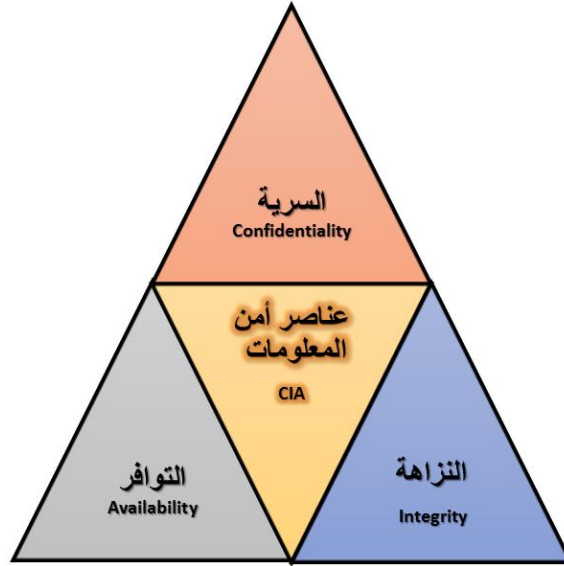 السرية
Confidentiality
عناصر أمن
المعلومات
CIA
النزاهة
Integrity
التوافر
Availability